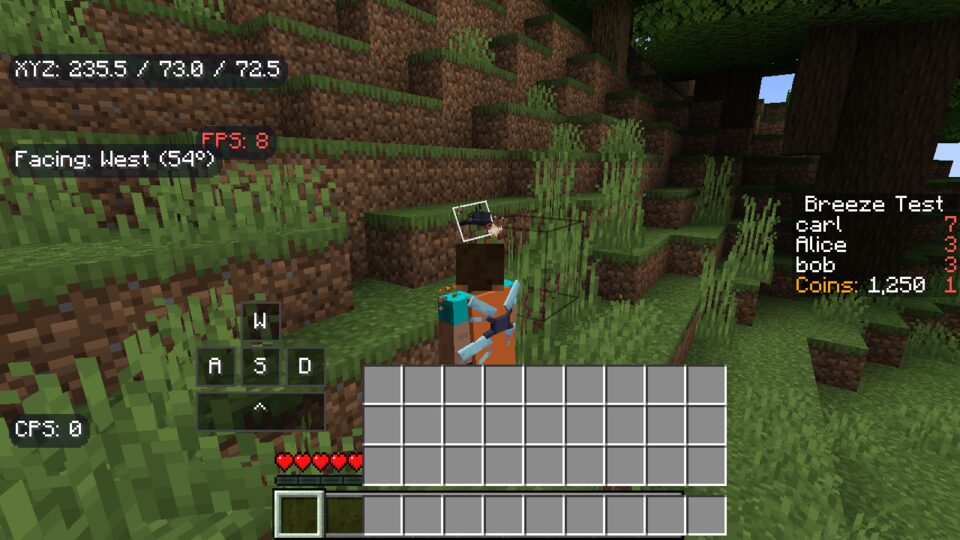 XYZ: 235.5 / 73.0 / 72.5
FPS: 8
Facing: West (54°)
Breeze Test
carl 7
Alice 3
bob 3
Coins: 1,250 1
W
A S D
^
CPS: 0